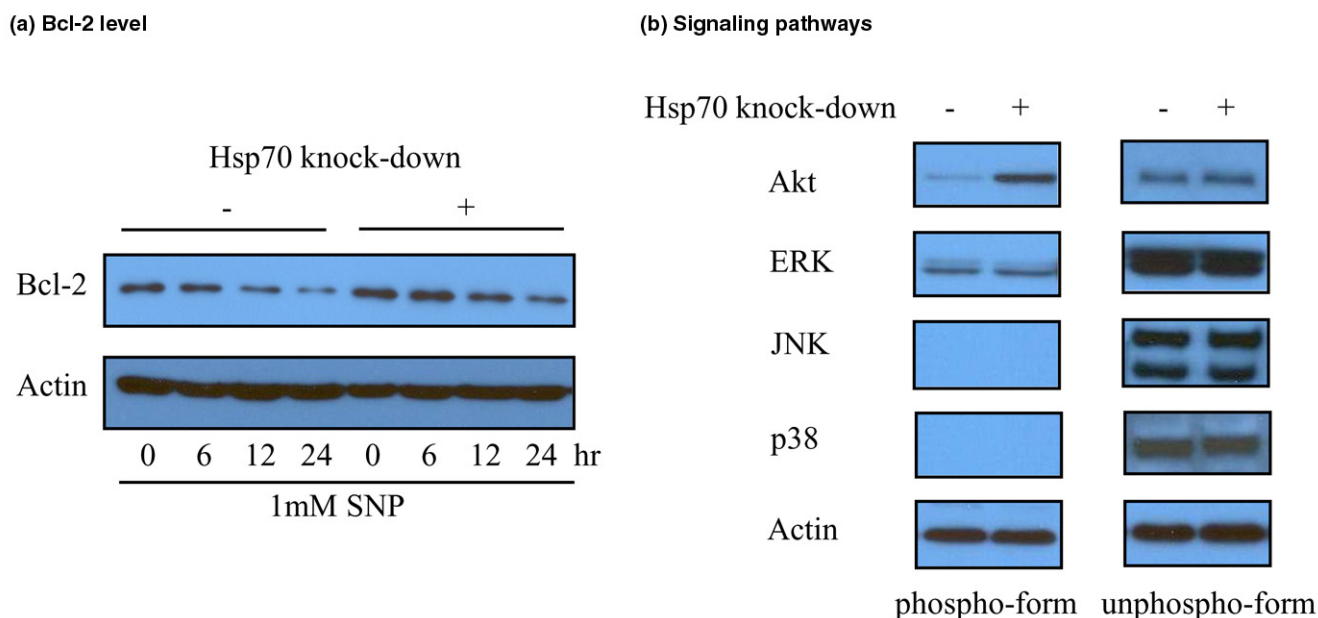 (a) Bcl-2 level
Hsp70 knock-down
- +
Bcl-2
Actin
0 6 12 24 0 6 12 24 hr
1mM SNP
(b) Signaling pathways
Hsp70 knock-down - + - +
Akt
ERK
JNK
p38
Actin
phospho-form unphospho-form